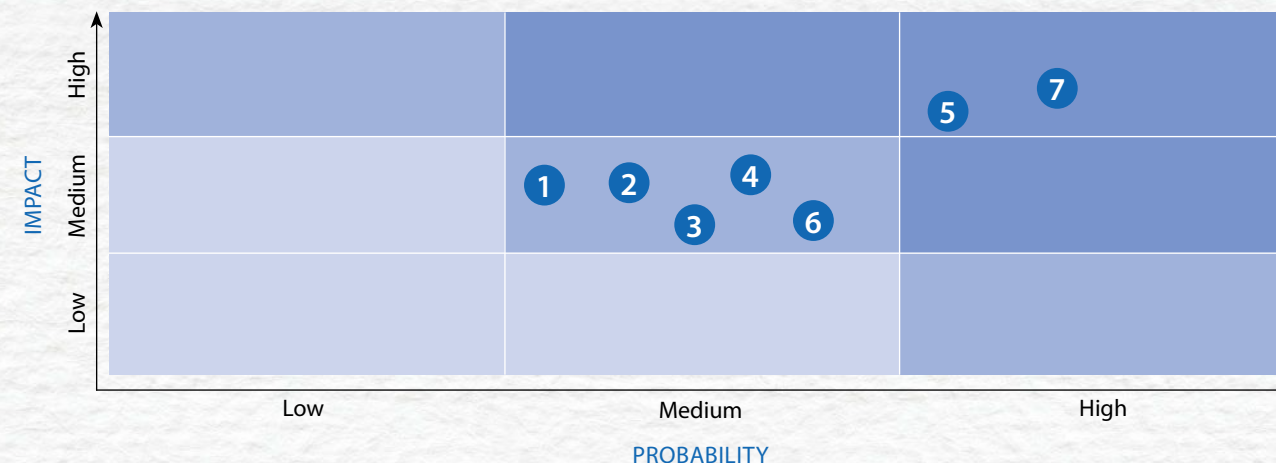 High
7
5
IMPACT
Medium
1
2
4
3
6
Low
Low
Medium
High
PROBABILITY